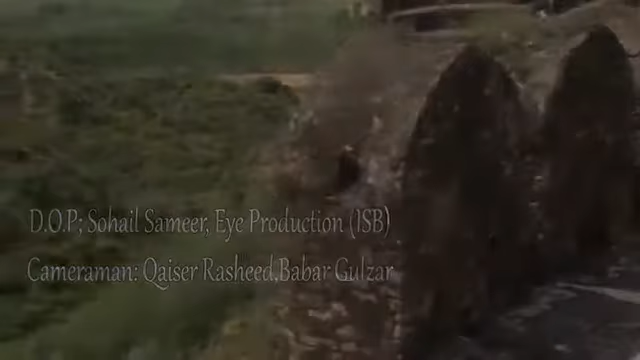 D.O.P; Sohail Sameer, Eye Production (ISB)
Cameraman: Qaiser Rasheed,Babar Gulzar